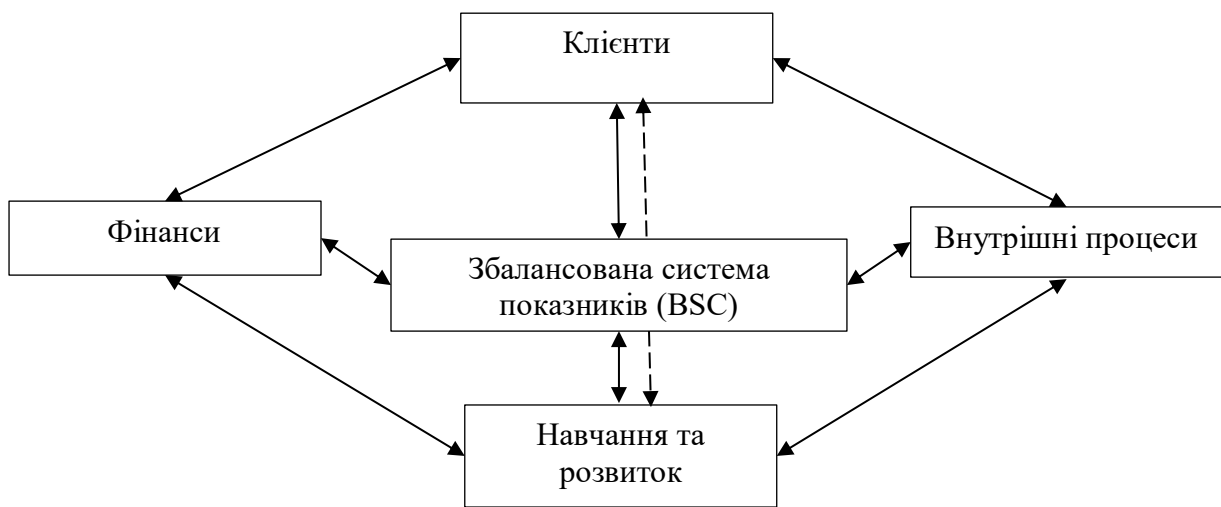 Клієнти
Фінанси
Внутрішні процеси
Збалансована система
показників (BSC)
Навчання та
розвиток